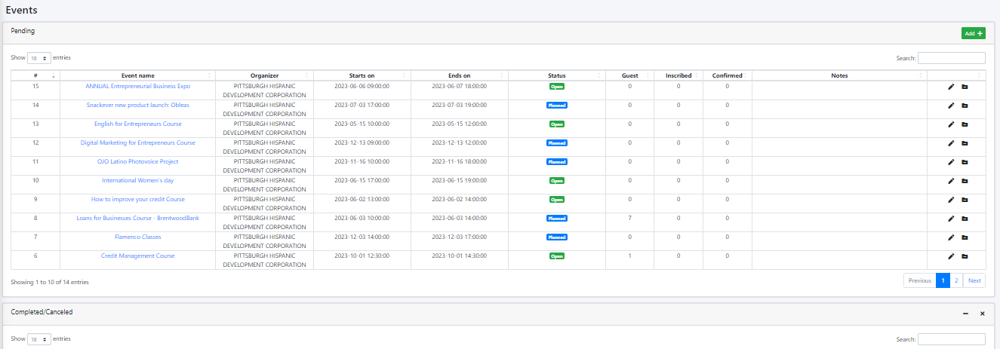 Events
Pending
Add +
Show 10 entries
Search:
# Event name Organizer Starts on Ends on Status Guest Inscribed Confirmed Notes
15 ANNUAL Entrepreneurial Business Expo PITTSBURGH HISPANIC 2023-06-06 09:00:00 2023-06-07 18:00:00 Open 0 0 0
DEVELOPMENT CORPORATION
14 Snackever new product launch: Obleas PITTSBURGH HISPANIC 2023-07-03 17:00:00 2023-07-03 19:00:00 Planned 0 0 0
DEVELOPMENT CORPORATION
13 English for Entrepreneurs Course PITTSBURGH HISPANIC 2023-05-15 10:00:00 2023-05-15 12:00:00 Open 0 0 0
DEVELOPMENT CORPORATION
12 Digital Marketing for Entrepreneurs Course PITTSBURGH HISPANIC 2023-12-13 09:00:00 2023-12-13 12:00:00 Planned 0 0 0
DEVELOPMENT CORPORATION
11 OJO Latino Photovoice Project PITTSBURGH HISPANIC 2023-11-16 10:00:00 2023-11-16 18:00:00 Planned 0 0 0
DEVELOPMENT CORPORATION
10 International Women's day PITTSBURGH HISPANIC 2023-06-15 17:00:00 2023-06-15 19:00:00 Open 0 0 0
DEVELOPMENT CORPORATION
9 How to improve your credit Course PITTSBURGH HISPANIC 2023-06-02 13:00:00 2023-06-02 14:00:00 Open 0 0 0
DEVELOPMENT CORPORATION
8 Loans for Businesses Course - BrentwoodBank PITTSBURGH HISPANIC 2023-06-03 10:00:00 2023-06-03 14:00:00 Planned 7 0 0
DEVELOPMENT CORPORATION
7 Flamenco Classes PITTSBURGH HISPANIC 2023-12-03 14:00:00 2023-12-03 17:00:00 Planned 0 0 0
DEVELOPMENT CORPORATION
6 Credit Management Course PITTSBURGH HISPANIC 2023-10-01 12:30:00 2023-10-01 14:30:00 Open 1 0 0
DEVELOPMENT CORPORATION
Showing 1 to 10 of 14 entries
Previous 1 2 Next
Completed/Canceled
Show 10 entries
Search: